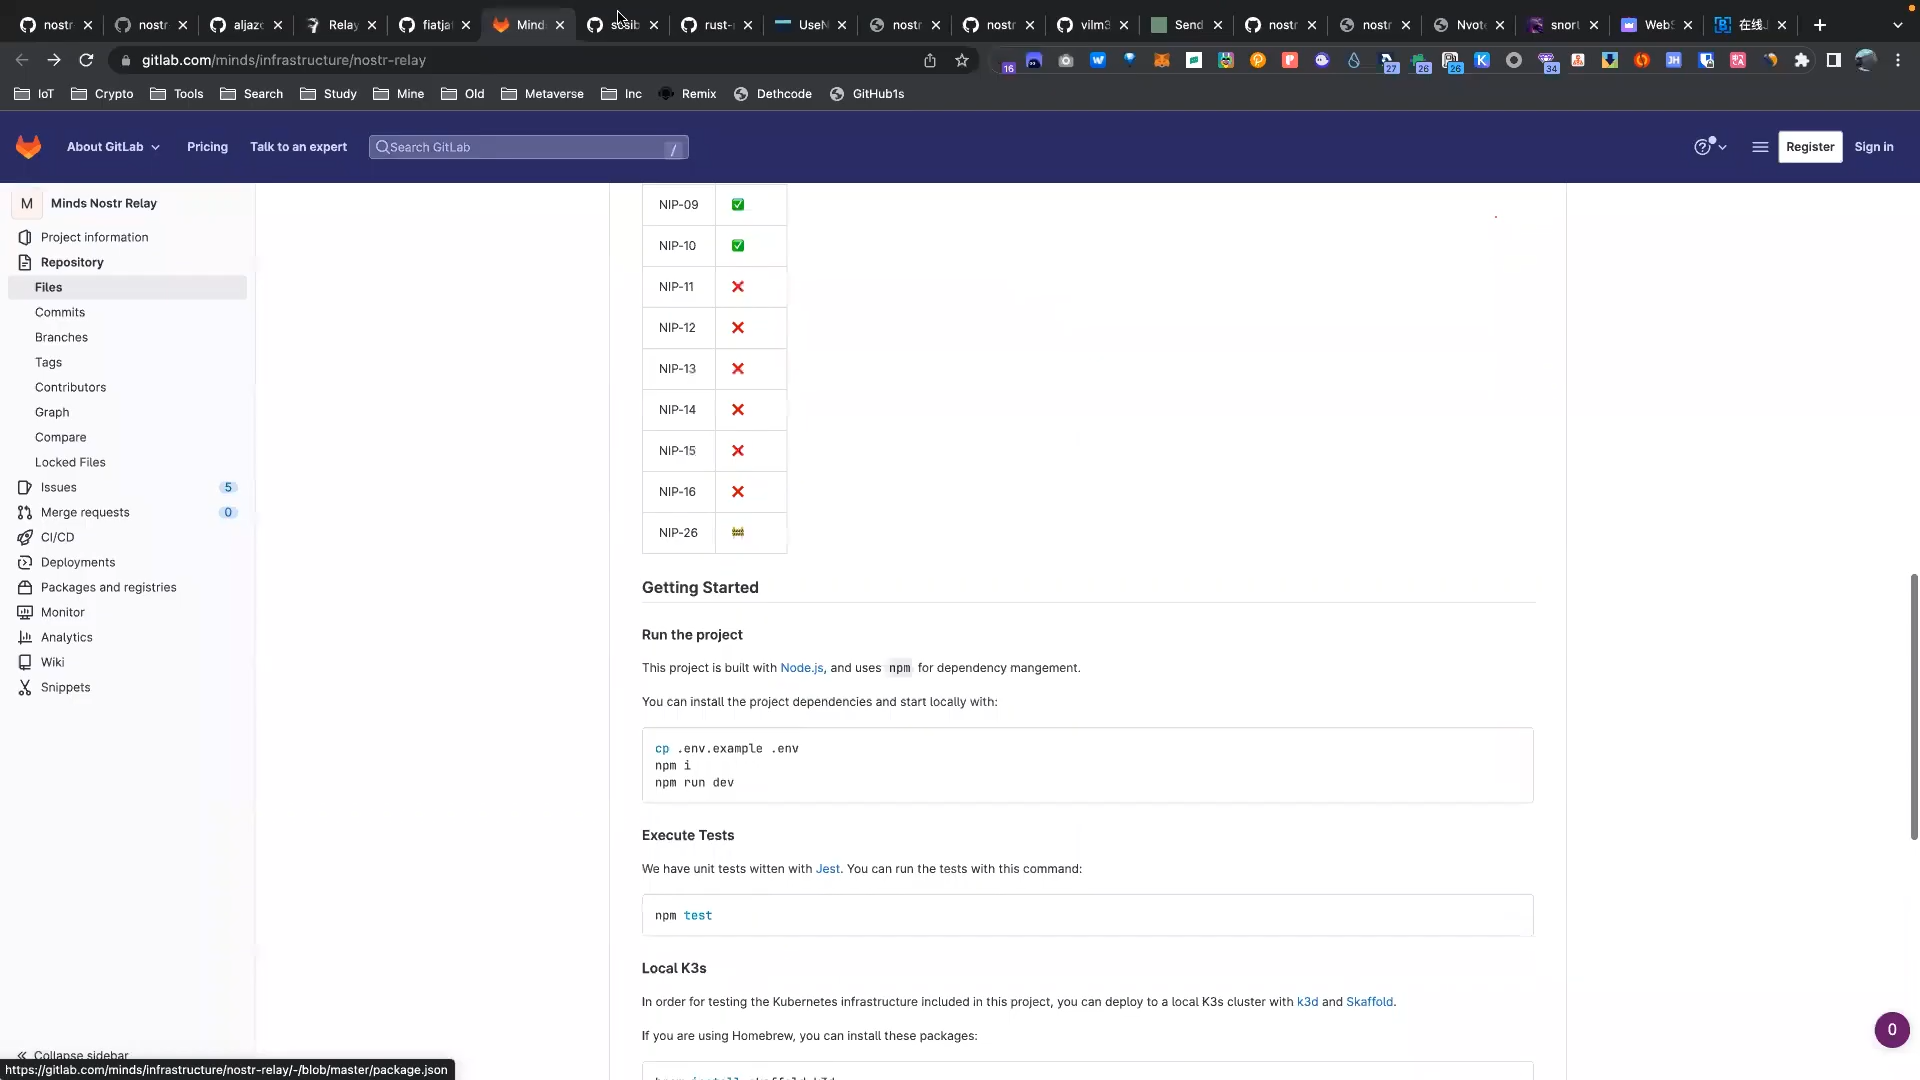 nostr
nostr
aljaz
Relay
fiatja
Mind
scsib
rust-
UseN
nostr
nostr
vilm3
Send
nostr
nostr
Nvot
snort
WebS
在线
gitlab.com/minds/infrastructure/nostr-relay
16
27
26
26
34
IoT
Crypto
Tools
Search
Study
Mine
Old
Metaverse
Inc
Remix
Dethcode
GitHub1s
About GitLab
Pricing
Talk to an expert
Search GitLab
/
Register
Sign in
M
Minds Nostr Relay
Project information
Repository
Files
Commits
Branches
Tags
Contributors
Graph
Compare
Locked Files
Issues 5
Merge requests 0
CI/CD
Deployments
Packages and registries
Monitor
Analytics
Wiki
Snippets
Collapse sidebar
https://gitlab.com/minds/infrastructure/nostr-relay/-/blob/master/package.json
NIP-09 ✅
NIP-10 ✅
NIP-11 ❌
NIP-12 ❌
NIP-13 ❌
NIP-14 ❌
NIP-15 ❌
NIP-16 ❌
NIP-26 🚧
Getting Started
Run the project
This project is built with Node.js, and uses npm for dependency mangement.
You can install the project dependencies and start locally with:
cp .env.example .env
npm i
npm run dev
Execute Tests
We have unit tests witten with Jest. You can run the tests with this command:
npm test
Local K3s
In order for testing the Kubernetes infrastructure included in this project, you can deploy to a local K3s cluster with k3d and Skaffold.
If you are using Homebrew, you can install these packages:
0